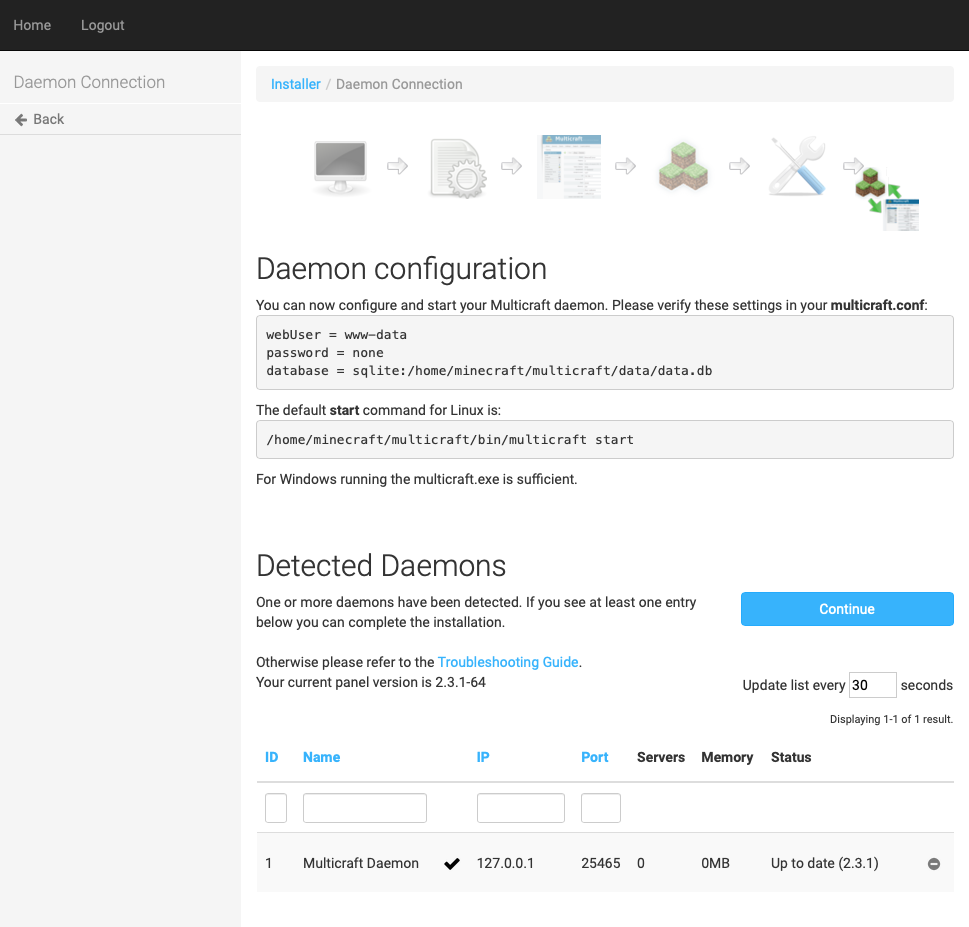 Home Logout
Daemon Connection
Back
Installer / Daemon Connection
Multicraft
Daemon configuration
You can now configure and start your Multicraft daemon. Please verify these settings in your multicraft.conf:
webUser = www-data
password = none
database = sqlite:/home/minecraft/multicraft/data/data.db
The default start command for Linux is:
/home/minecraft/multicraft/bin/multicraft start
For Windows running the multicraft.exe is sufficient.
Detected Daemons
One or more daemons have been detected. If you see at least one entry
below you can complete the installation.
Continue
Otherwise please refer to the Troubleshooting Guide.
Your current panel version is 2.3.1-64
Update list every 30 seconds
Displaying 1-1 of 1 result.
ID Name IP Port Servers Memory Status
1 Multicraft Daemon 127.0.0.1 25465 0 0MB Up to date (2.3.1)